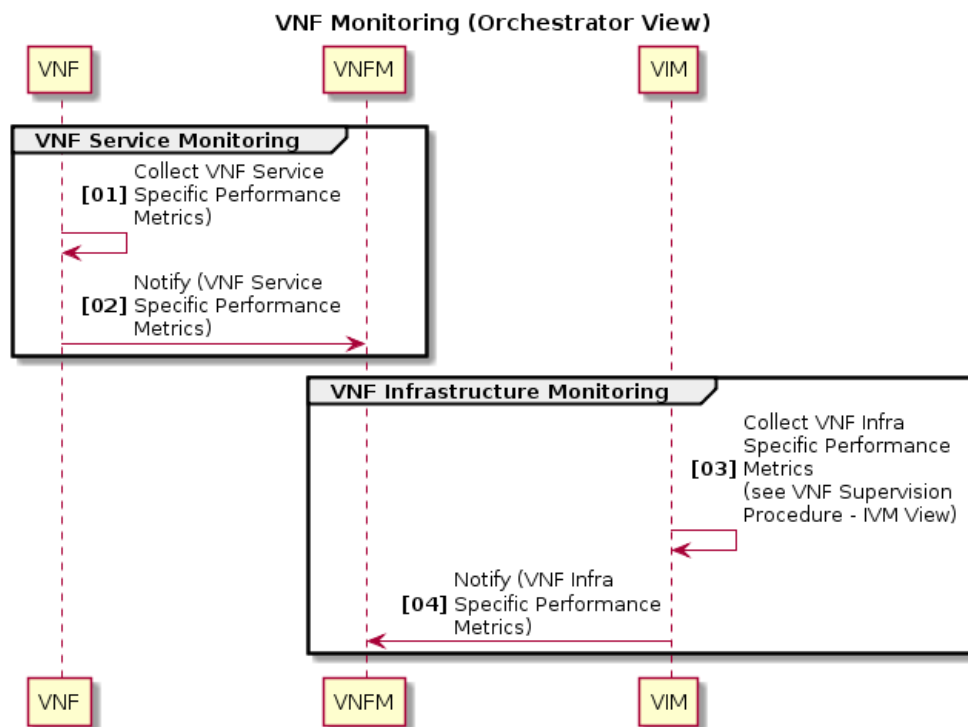 VNF Monitoring (Orchestrator View)
VNF VNFM VIM
VNF Service Monitoring
Collect VNF Service
[01] Specific Performance
Metrics)
Notify (VNF Service
[02] Specific Performance
Metrics)
VNF Infrastructure Monitoring
Collect VNF Infra
Specific Performance
[03] Metrics
(see VNF Supervision
Procedure - IVM View)
Notify (VNF Infra
[04] Specific Performance
Metrics)
VNF VNFM VIM